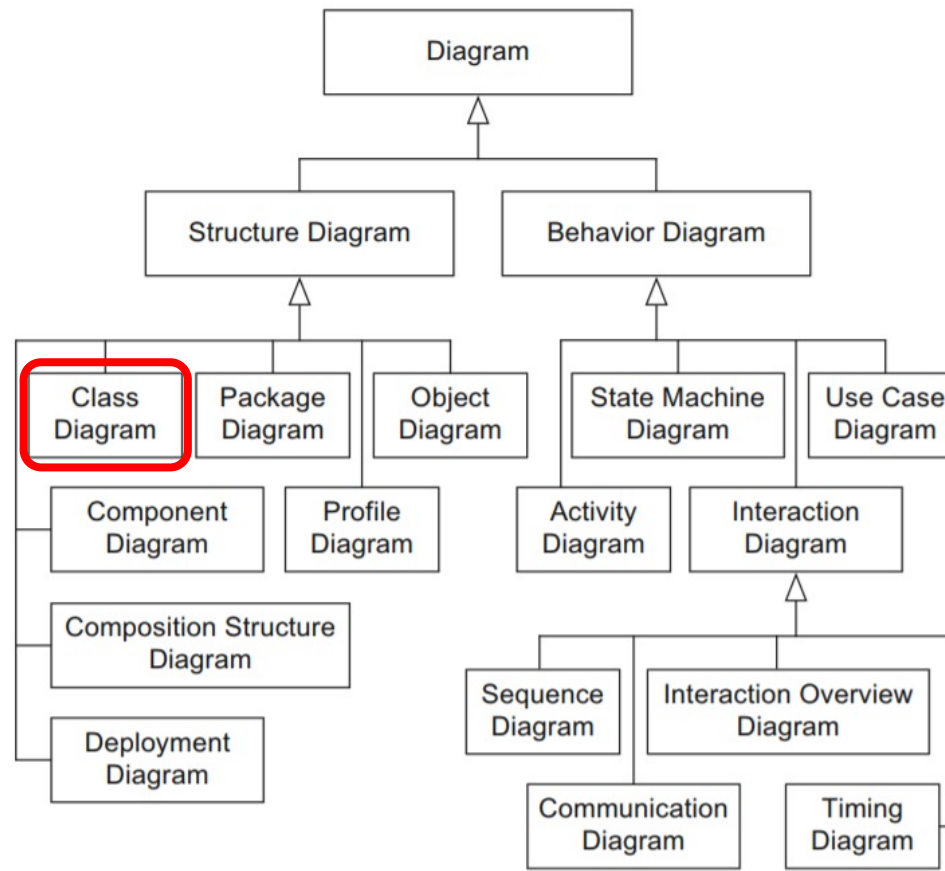 Diagram
Structure Diagram
Behavior Diagram
Class
Diagram
Package
Diagram
Object
Diagram
State Machine
Diagram
Use Case
Diagram
Component
Diagram
Profile
Diagram
Activity
Diagram
Interaction
Diagram
Composition Structure
Diagram
Sequence
Diagram
Interaction Overview
Diagram
Deployment
Diagram
Communication
Diagram
Timing
Diagram